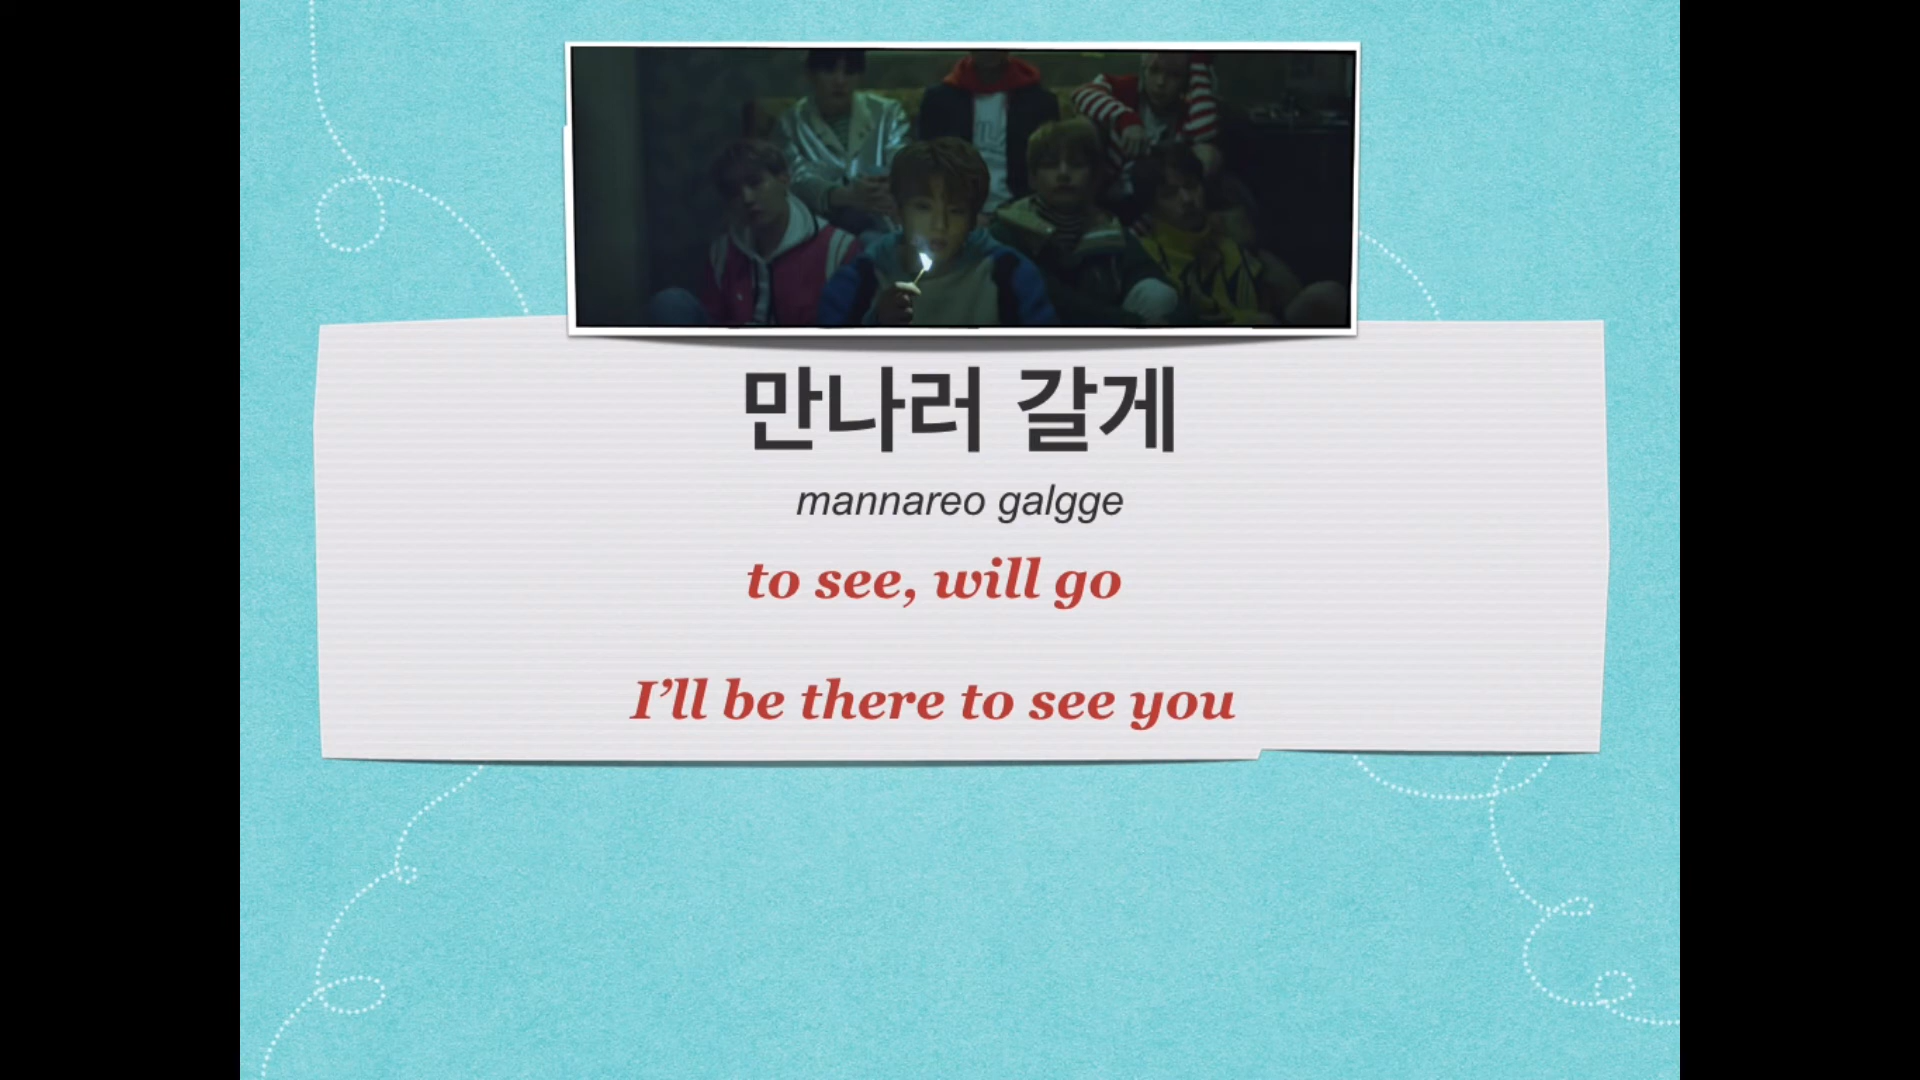 만나러 갈게
mannareo galgge
to see, will go
I’ll be there to see you